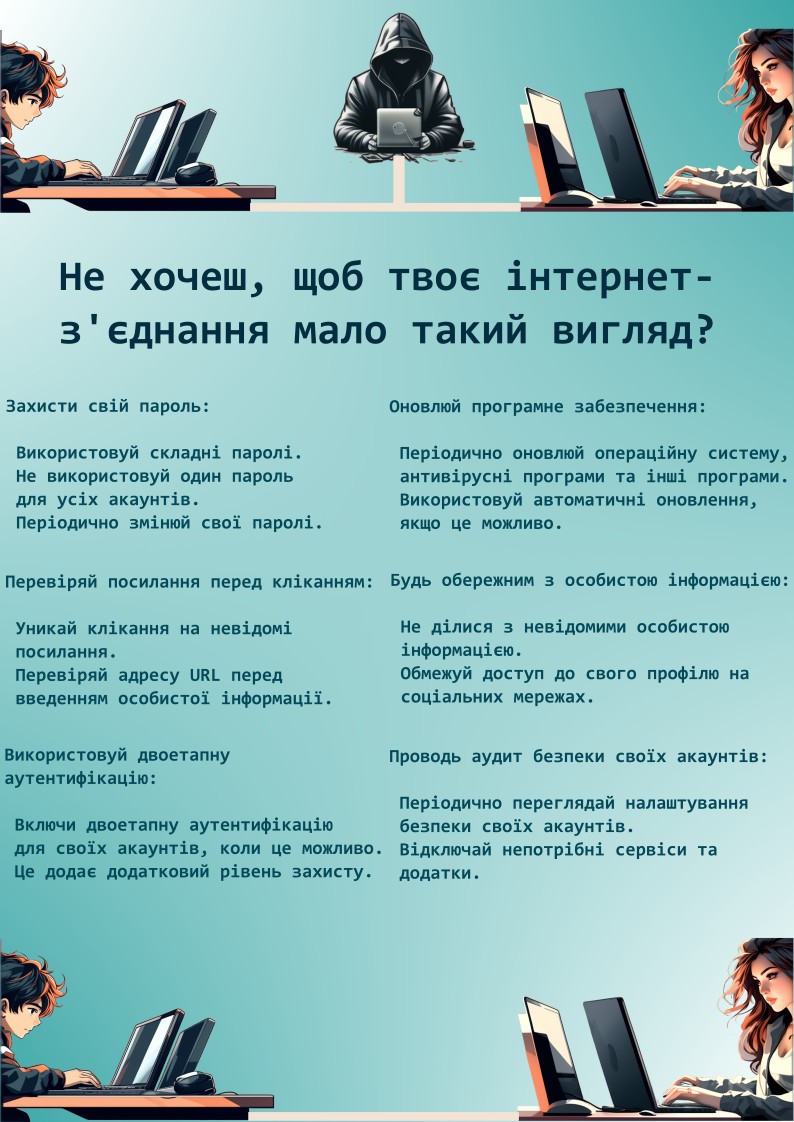 Не хочеш, щоб твоє інтернет-
з'єднання мало такий вигляд?
Захисти свій пароль:
Використовуй складні паролі.
Не використовуй один пароль
для усіх акаунтів.
Періодично змінюй свої паролі.
Перевіряй посилання перед кліканням:
Уникай клікання на невідомі
посилання.
Перевіряй адресу URL перед
введенням особистої інформації.
Використовуй двоетапну
аутентифікацію:
Включи двоетапну аутентифікацію
для своїх акаунтів, коли це можливо.
Це додає додатковий рівень захисту.
Оновлюй програмне забезпечення:
Періодично оновлюй операційну систему,
антивірусні програми та інші програми.
Використовуй автоматичні оновлення,
якщо це можливо.
Будь обережним з особистою інформацією:
Не ділися з невідомими особистою
інформацією.
Обмежуй доступ до свого профілю на
соціальних мережах.
Проводь аудит безпеки своїх акаунтів:
Періодично переглядай налаштування
безпеки своїх акаунтів.
Відключай непотрібні сервіси та
додатки.